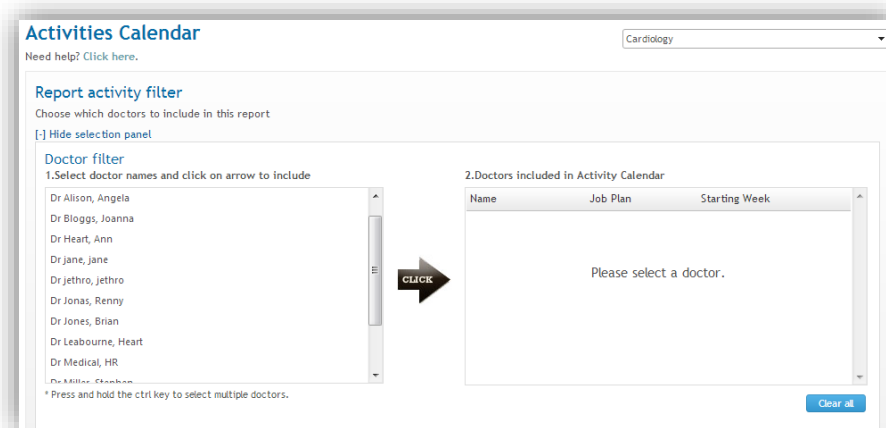 Activities Calendar
Cardiology
Need help? Click here.
Report activity filter
Choose which doctors to include in this report
[-] Hide selection panel
Doctor filter
1.Select doctor names and click on arrow to include
Dr Alison, Angela
Dr Bloggs, Joanna
Dr Heart, Ann
Dr jane, jane
Dr jethro, jethro
Dr Jonas, Renny
Dr Jones, Brian
Dr Leabourne, Heart
Dr Medical, HR
Dr Miller, Stephan
* Press and hold the ctrl key to select multiple doctors.
CLICK
2.Doctors included in Activity Calendar
Name Job Plan Starting Week
Please select a doctor.
Clear all